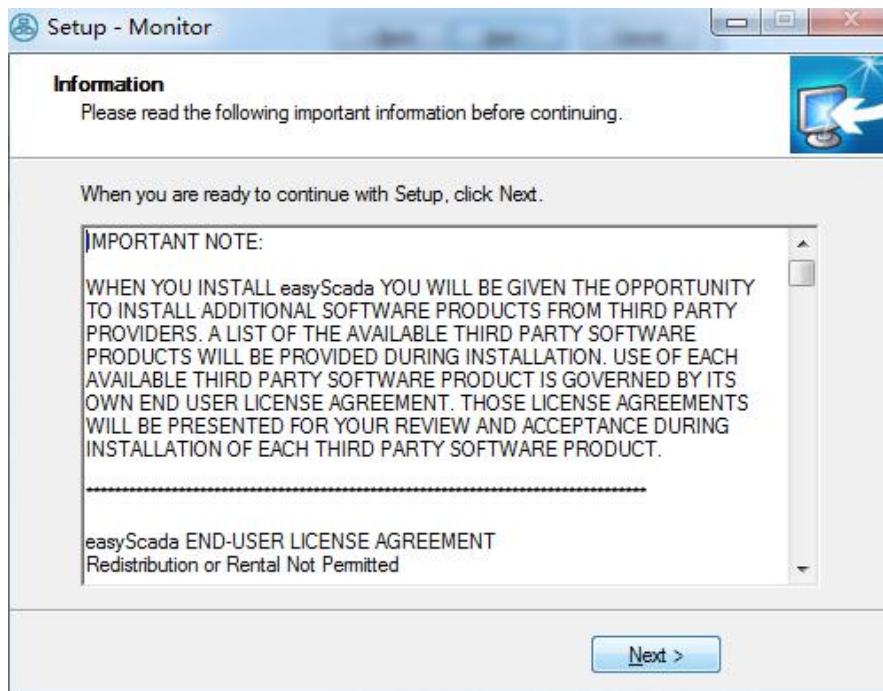 Setup - Monitor
Information
Please read the following important information before continuing.
When you are ready to continue with Setup, click Next.
IMPORTANT NOTE:
WHEN YOU INSTALL easyScada YOU WILL BE GIVEN THE OPPORTUNITY
TO INSTALL ADDITIONAL SOFTWARE PRODUCTS FROM THIRD PARTY
PROVIDERS. A LIST OF THE AVAILABLE THIRD PARTY SOFTWARE
PRODUCTS WILL BE PROVIDED DURING INSTALLATION. USE OF EACH
AVAILABLE THIRD PARTY SOFTWARE PRODUCT IS GOVERNED BY ITS
OWN END USER LICENSE AGREEMENT. THOSE LICENSE AGREEMENTS
WILL BE PRESENTED FOR YOUR REVIEW AND ACCEPTANCE DURING
INSTALLATION OF EACH THIRD PARTY SOFTWARE PRODUCT.
easyScada END-USER LICENSE AGREEMENT
Redistribution or Rental Not Permitted
Next >